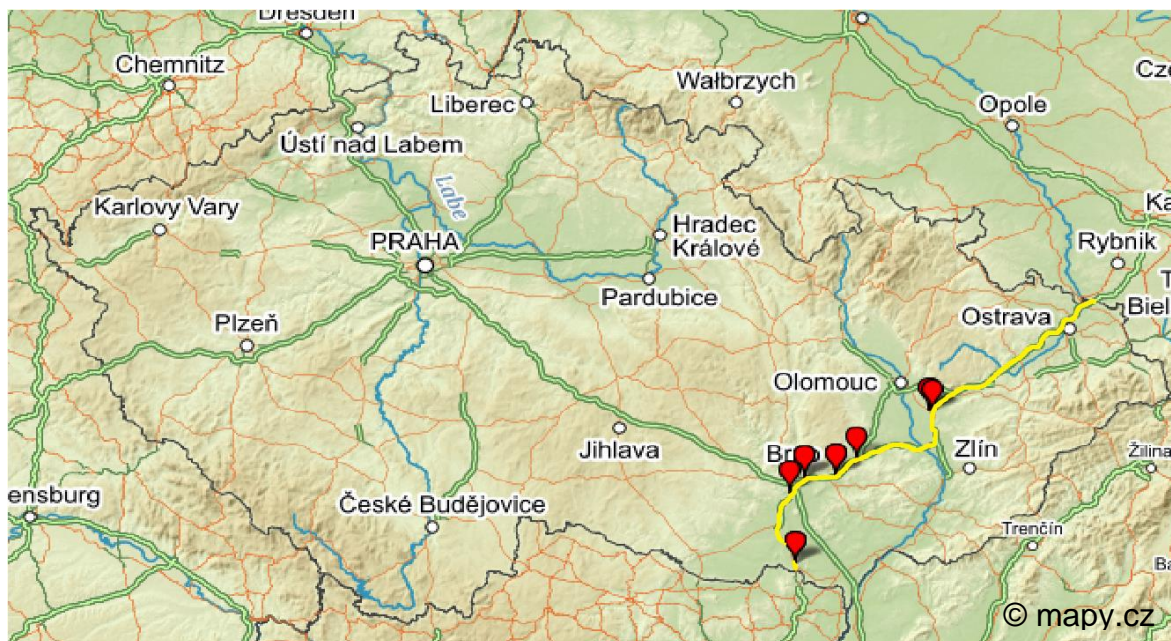 Dresden
Chemnitz
Wałbrzych
Liberec
Opole
Ústí nad Labem
Labe
Karlovy Vary
PRAHA
Hradec
Králové
Rybnik
Pardubice
Plzeň
Ostrava
Biel
Olomouc
Jihlava
Zlín
Žilina
ensburg
České Budějovice
Trenčín
© mapy.cz